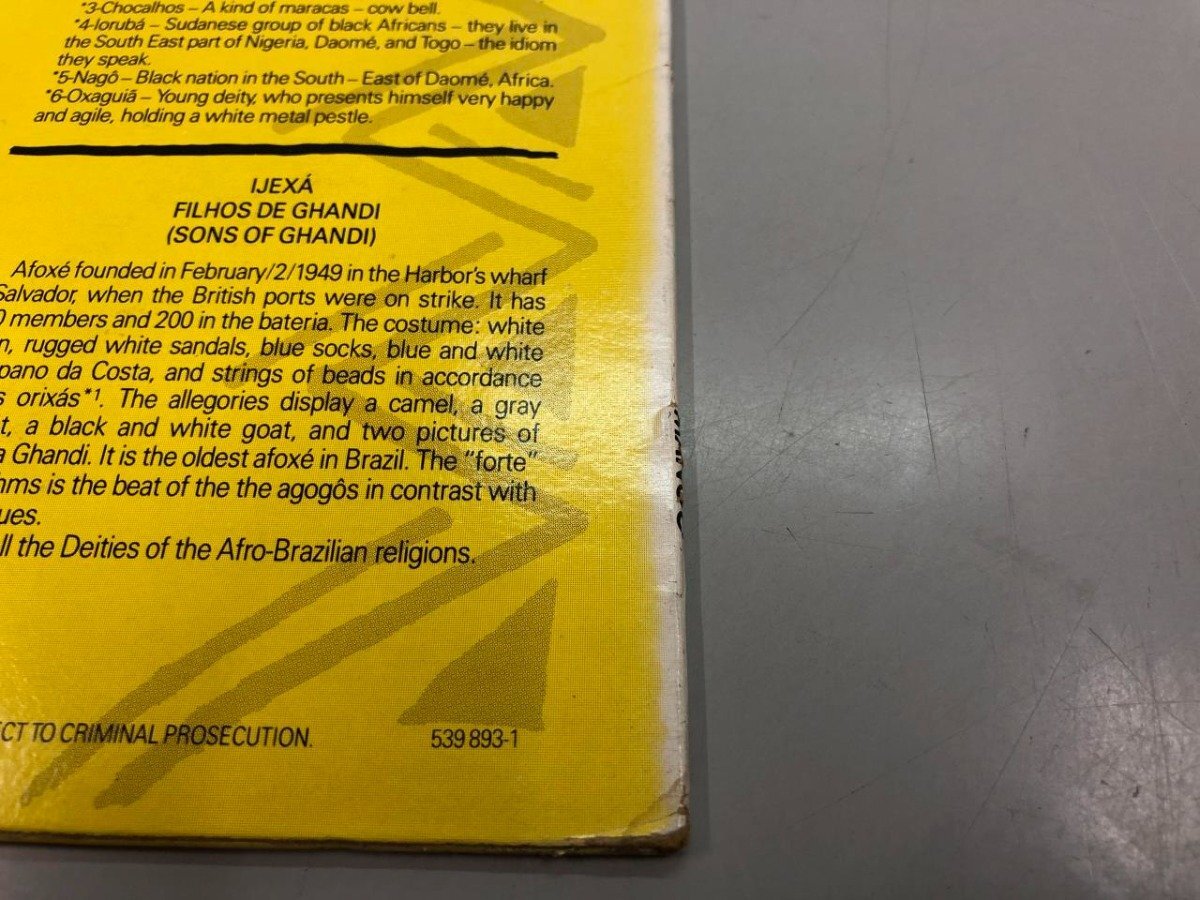 *3-Chocalhos – A kind of maracas – cow bell.
*4-Iorubá – Sudanese group of black Africans – they live in
the South East part of Nigeria, Daomé, and Togo – the idiom
they speak.
*5-Nagô – Black nation in the South – East of Daomé, Africa.
*6-Oxaguiã – Young deity, who presents himself very happy
and agile, holding a white metal pestle.
IJEXÁ
FILHOS DE GHANDI
(SONS OF GHANDI)
Afoxé founded in February/2/1949 in the Harbor's wharf
Salvador, when the British ports were on strike. It has
members and 200 in the bateria. The costume: white
rugged white sandals, blue socks, blue and white
pano da Costa, and strings of beads in accordance
orixás*1. The allegories display a camel, a gray
a black and white goat, and two pictures of
Ghandi. It is the oldest afoxé in Brazil. The "forte"
is the beat of the the agogôs in contrast with
the Deities of the Afro-Brazilian religions.
TO CRIMINAL PROSECUTION.
539 893-1